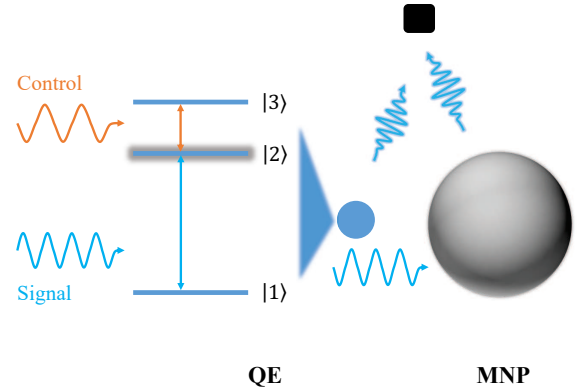 Control
|3⟩
|2⟩
Signal
|1⟩
QE
MNP